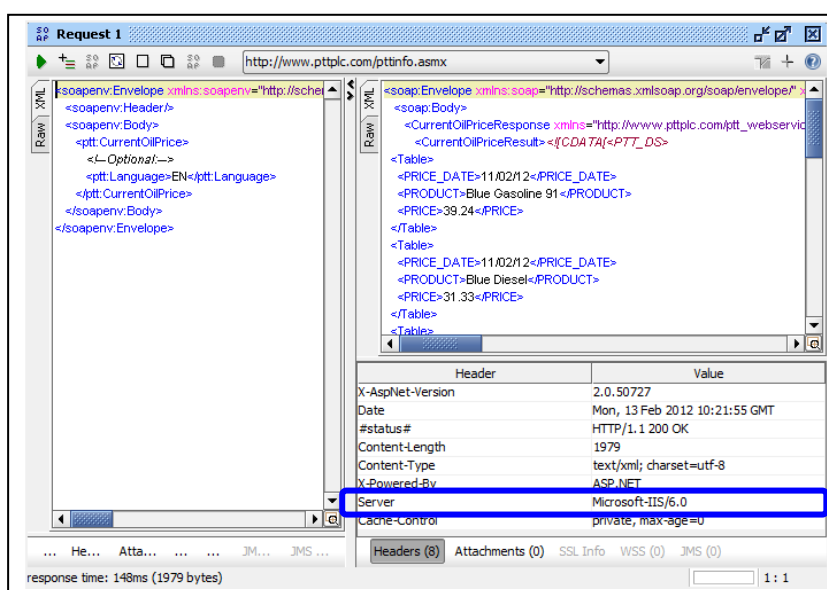 Request 1
http://www.pttplc.com/pttinfo.asmx
XML
Raw
<soapenv:Envelope xmlns:soapenv="http://scher
<soapenv:Header/>
<soapenv:Body>
<ptt:CurrentOilPrice>
<!--Optional:-->
<ptt:Language>EN</ptt:Language>
</ptt:CurrentOilPrice>
</soapenv:Body>
</soapenv:Envelope>
XML
Raw
<soap:Envelope xmlns:soap="http://schemas.xmlsoap.org/soap/envelope/" x
<soap:Body>
<CurrentOilPriceResponse xmlns="http://www.pttplc.com/ptt_webservic
<CurrentOilPriceResult><![CDATA[<PTT_DS>
<Table>
<PRICE_DATE>11/02/12</PRICE_DATE>
<PRODUCT>Blue Gasoline 91</PRODUCT>
<PRICE>39.24</PRICE>
</Table>
<Table>
<PRICE_DATE>11/02/12</PRICE_DATE>
<PRODUCT>Blue Diesel</PRODUCT>
<PRICE>31.33</PRICE>
</Table>
<Table>
Header Value
X-AspNet-Version 2.0.50727
Date Mon, 13 Feb 2012 10:21:55 GMT
#status# HTTP/1.1 200 OK
Content-Length 1979
Content-Type text/xml; charset=utf-8
X-Powered-By ASP.NET
Server Microsoft-IIS/6.0
Cache-Control private, max-age=0
... He... Atta... ... ... JM... JMS ...
Headers (8) Attachments (0) SSL Info WSS (0) JMS (0)
response time: 148ms (1979 bytes)
1 : 1